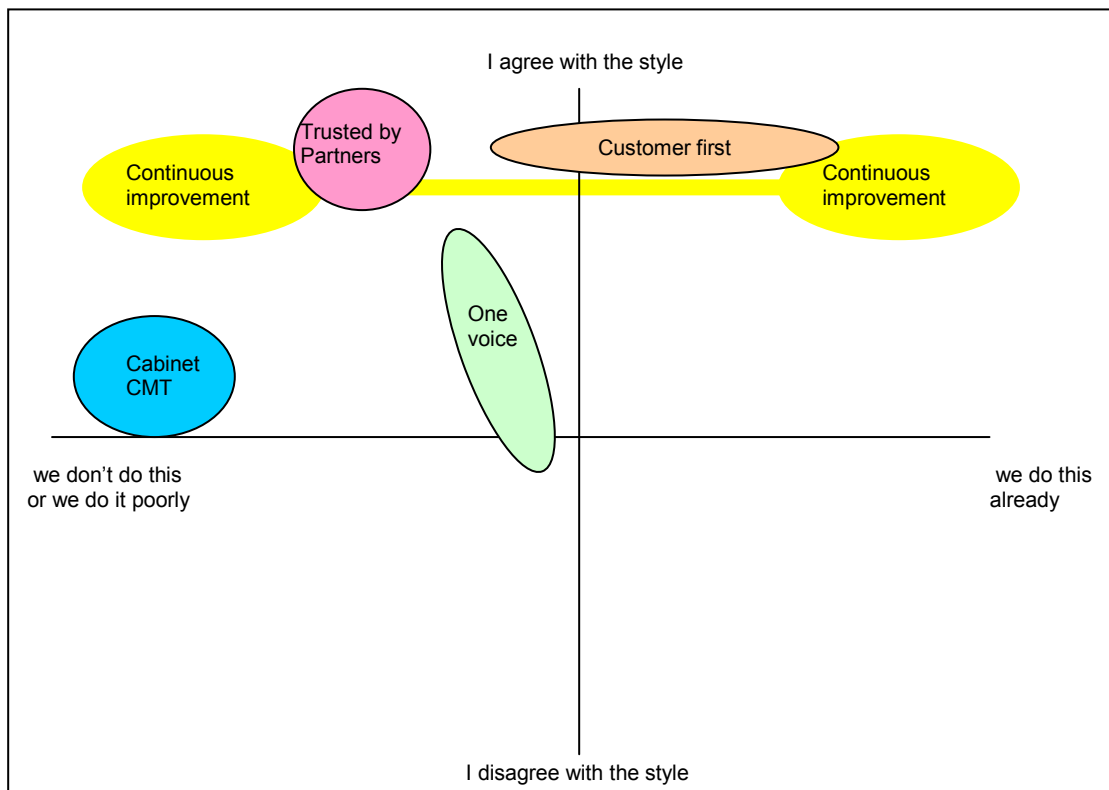 I agree with the style
Trusted by
Partners
Customer first
Continuous
improvement
Continuous
improvement
One
voice
Cabinet
CMT
we don't do this
or we do it poorly
we do this
already
I disagree with the style